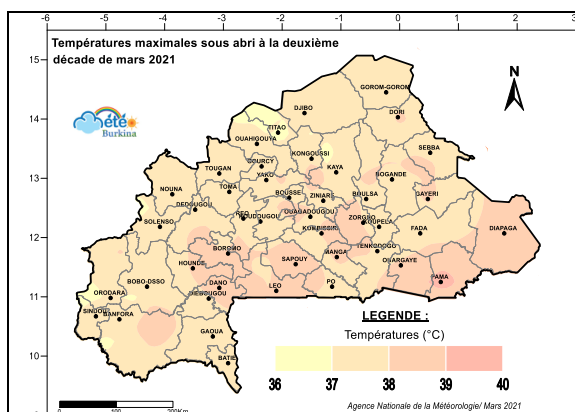 -6 -5 -4 -3 -2 -1 0 1 2 3
Températures maximales sous abri à la deuxième
décade de mars 2021
15
N
GOROM-GOROM
DJIBO
DORI
14
été
Burkina
TITAO
OUAHIGOUYA
SEBBA
KONGOUSSI
GOURCY
KAYA
13
TOUGAN
YAKO
BOGANDE
TOMA
NOUNA
BOUSSE
ZINIARE
BOULSA
GAYERI
DEDOUGOU
OUAGADOUGOU
REO
KOUDOUGOU
ZORGHO
KOUPELA
SOLENSO
KOMBISSIRI
FADA
DIAPAGA
12
BOROMO
MANGA
TENKODOGO
HOUNDE
SAPOUY
OUARGAYE
BOBO-DSSO
DANO
LEO
PO
PAMA
11
ORODARA
DIEBOUGOU
SINDOU
BANFORA
LEGENDE :
GAOUA
Températures (°C)
10
BATIE
36 37 38 39 40
0 100 200Km
Agence Nationale de la Météorologie/ Mars 2021